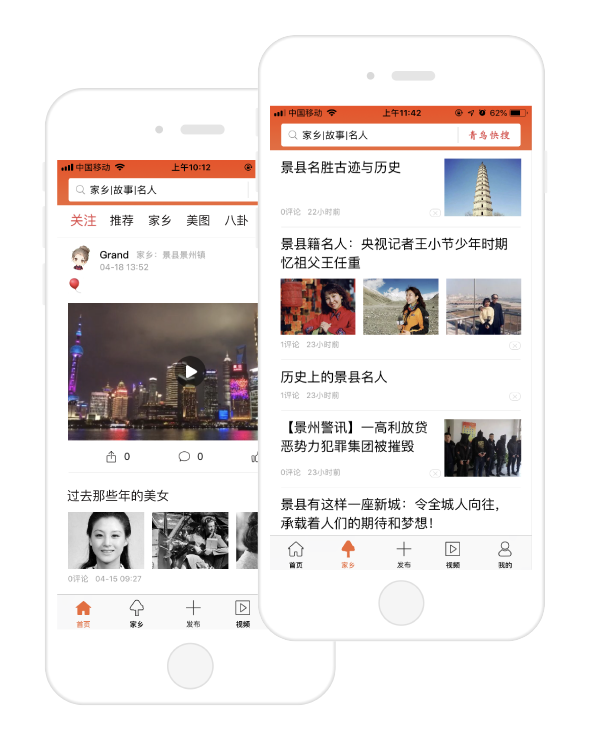 中国移动
上午10:12
家乡|故事|名人
关注
推荐
家乡
美图
八卦
Grand
家乡：景县景州镇
04-18 13:52
0
0
过去那些年的美女
0评论 04-15 09:27
首页
家乡
发布
视频
中国移动
上午11:42
62%
家乡|故事|名人
青鸟快搜
景县名胜古迹与历史
0评论 22小时前
景县籍名人：央视记者王小节少年时期
忆祖父王任重
1评论 23小时前
历史上的景县名人
1评论 23小时前
【景州警讯】一高利放贷
恶势力犯罪集团被摧毁
0评论 23小时前
景县有这样一座新城：令全城人向往，
承载着人们的期待和梦想！
首页
家乡
发布
视频
我的